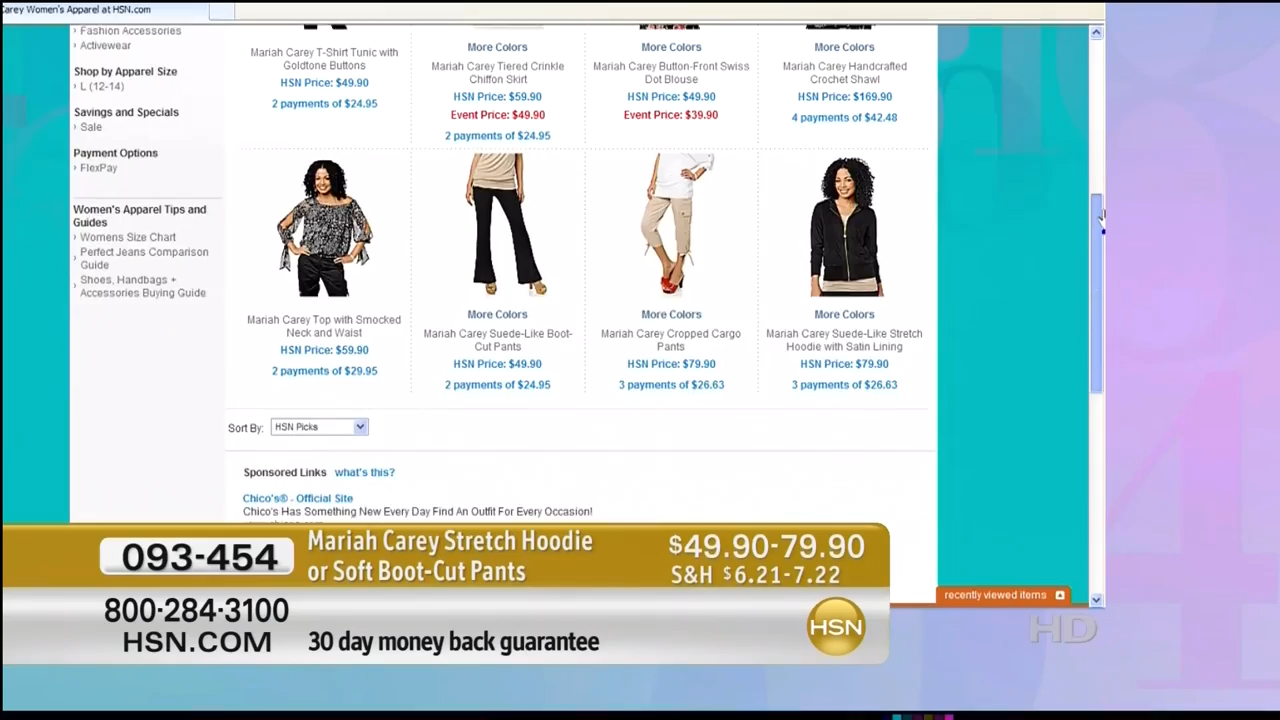 Carey Women's Apparel at HSN.com
Fashion Accessories
Activewear
Shop by Apparel Size
L (12-14)
Savings and Specials
Sale
Payment Options
FlexPay
Women's Apparel Tips and
Guides
Womens Size Chart
Perfect Jeans Comparison
Guide
Shoes, Handbags +
Accessories Buying Guide
Mariah Carey T-Shirt Tunic with
Goldtone Buttons
HSN Price: $49.90
2 payments of $24.95
More Colors
Mariah Carey Tiered Crinkle
Chiffon Skirt
HSN Price: $59.90
Event Price: $49.90
2 payments of $24.95
More Colors
Mariah Carey Button-Front Swiss
Dot Blouse
HSN Price: $49.90
Event Price: $39.90
More Colors
Mariah Carey Handcrafted
Crochet Shawl
HSN Price: $169.90
4 payments of $42.48
Mariah Carey Top with Smocked
Neck and Waist
HSN Price: $59.90
2 payments of $29.95
More Colors
Mariah Carey Suede-Like Boot-
Cut Pants
HSN Price: $49.90
2 payments of $24.95
More Colors
Mariah Carey Cropped Cargo
Pants
HSN Price: $79.90
3 payments of $26.63
More Colors
Mariah Carey Suede-Like Stretch
Hoodie with Satin Lining
HSN Price: $79.90
3 payments of $26.63
Sort By: HSN Picks
Sponsored Links what's this?
Chico's® - Official Site
Chico's Has Something New Every Day Find An Outfit For Every Occasion!
recently viewed items
093-454
Mariah Carey Stretch Hoodie
or Soft Boot-Cut Pants
$49.90-79.90
S&H $6.21-7.22
800-284-3100
HSN.COM
30 day money back guarantee
HSN
HD